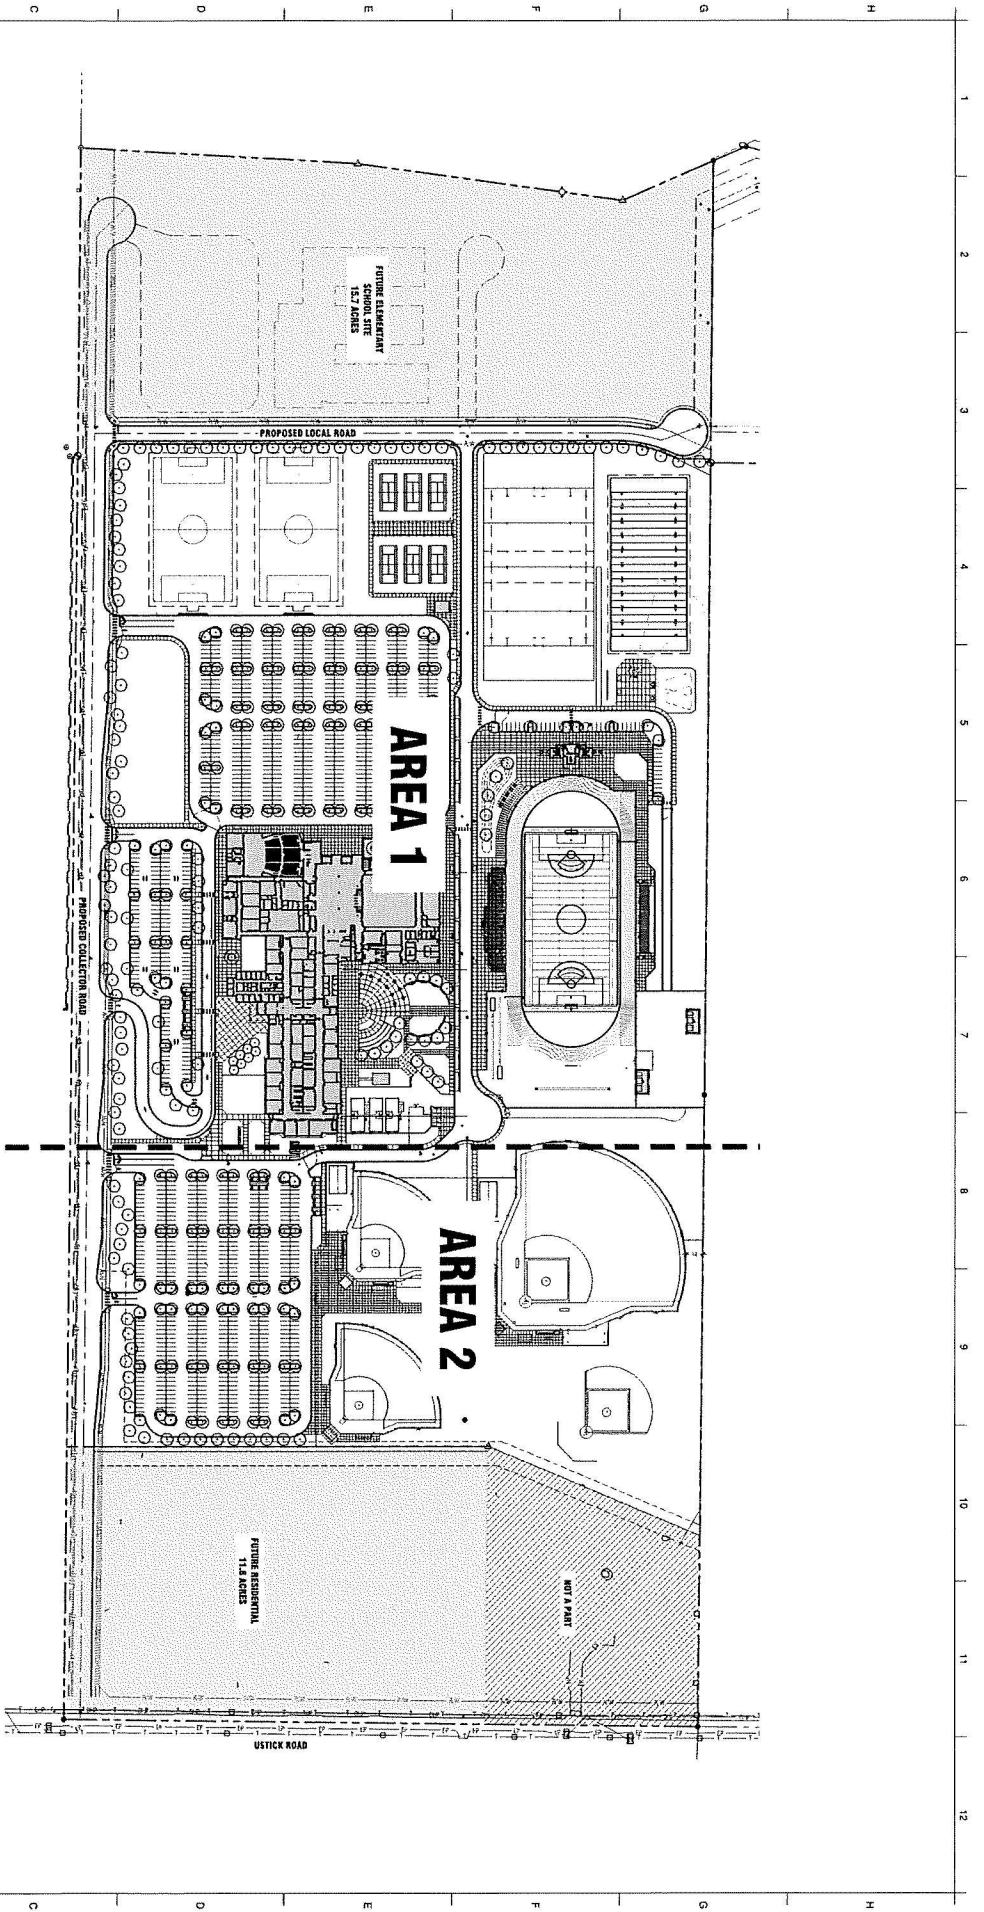 C
D
E
F
G
H
1
2
3
4
5
6
7
8
9
10
11
12
FUTURE ELEMENTARY
SCHOOL SITE
15.7 ACRES
PROPOSED LOCAL ROAD
AREA 1
PROPOSED COLLECTOR ROAD
AREA 2
FUTURE RESIDENTIAL
11.8 ACRES
NOT A PART
USTICK ROAD
C
D
E
F
G
H